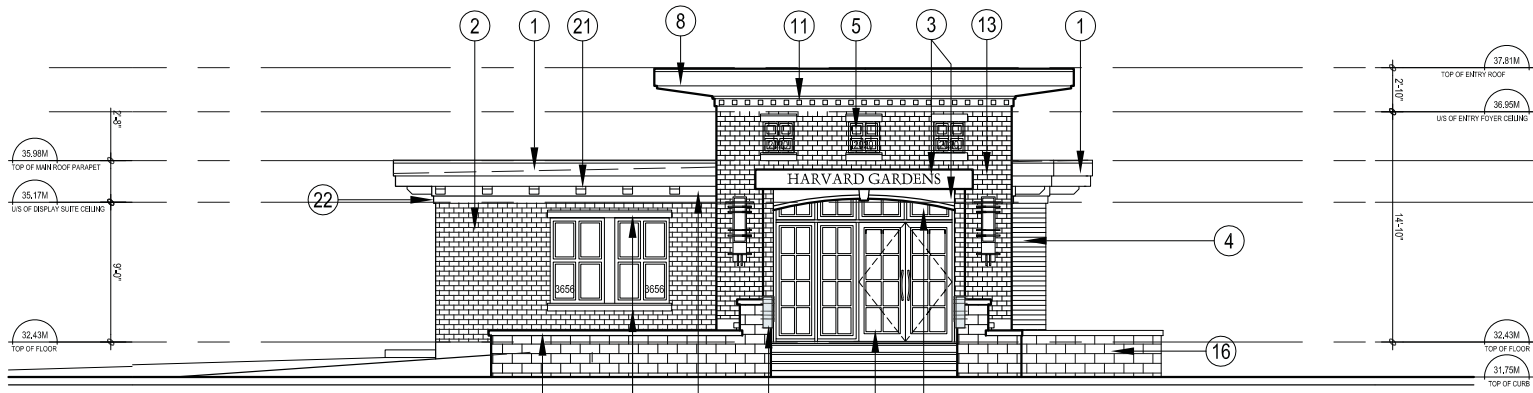 2
1
21
8
11
5
3
13
1
37.81M
TOP OF ENTRY ROOF
2'-10"
36.95M
U/S OF ENTRY FOYER CEILING
2'-8"
35.98M
TOP OF MAIN ROOF PARAPET
HARVARD GARDENS
35.17M
U/S OF DISPLAY SUITE CEILING
22
4
14'-10"
9'-0"
3656
3656
32.43M
TOP OF FLOOR
16
32.43M
TOP OF FLOOR
31.75M
TOP OF CURB